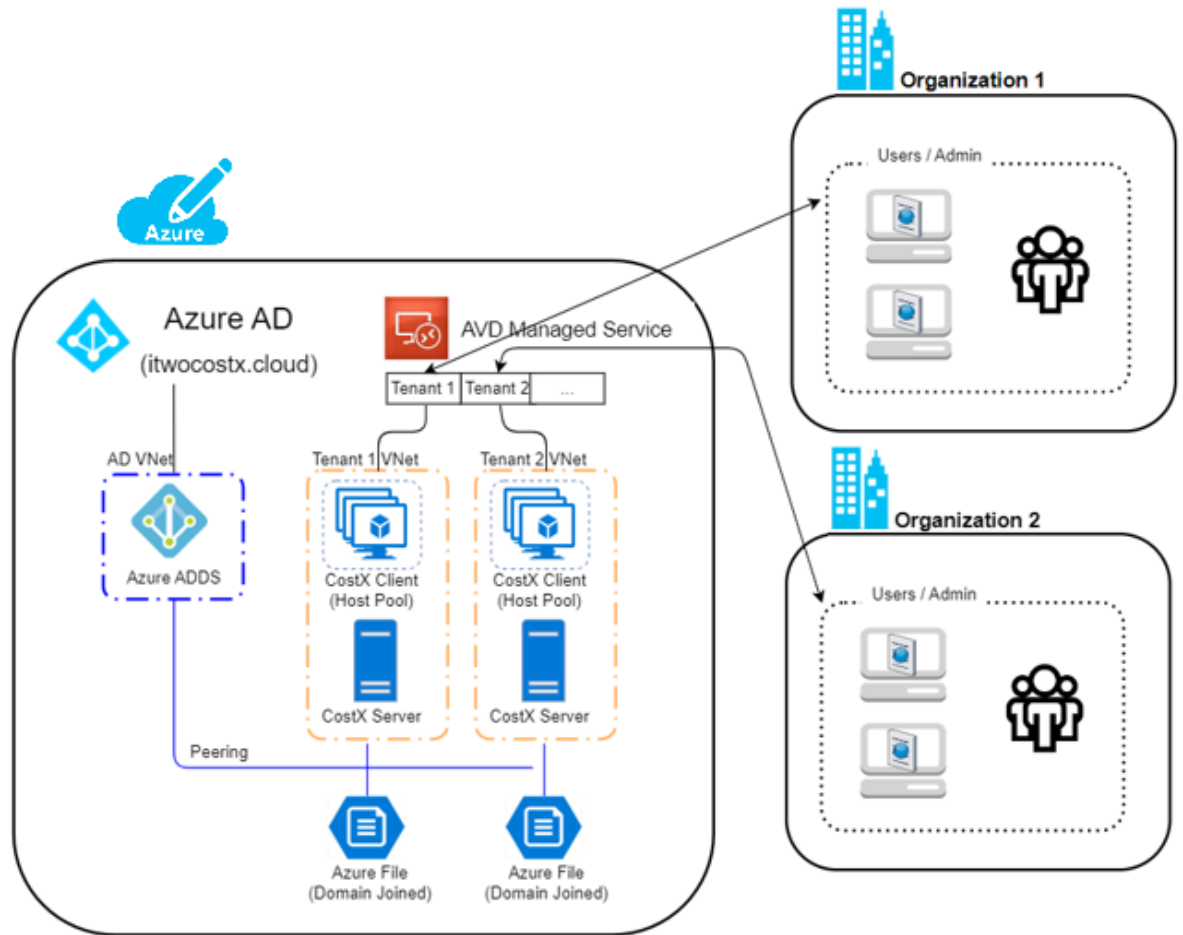 Organization 1
Users / Admin
Azure
Azure AD
(itwocostx.cloud)
AVD Managed Service
Tenant 1
Tenant 2
...
AD VNet
Tenant 1 VNet
Tenant 2 VNet
Azure ADDS
CostX Client
(Host Pool)
CostX Client
(Host Pool)
CostX Server
CostX Server
Peering
Azure File
(Domain Joined)
Azure File
(Domain Joined)
Organization 2
Users / Admin